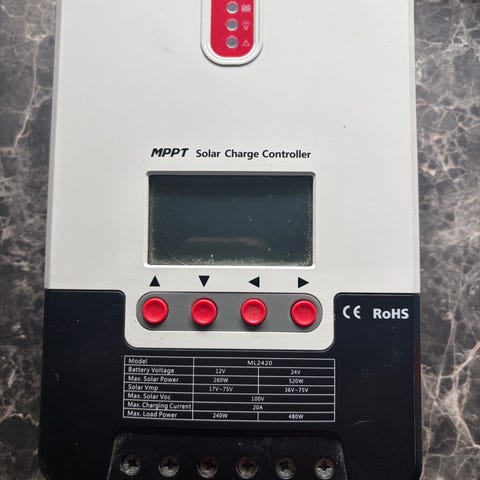 MPPT Solar Charge Controller
CE RoHS
Model ML2420
Battery Voltage 12V 24V
Max. Solar Power 260W 520W
Solar Vmp 17V~75V 36V~75V
Max. Solar Voc 100V
Max. Charging Current 20A
Max. Load Power 240W 480W